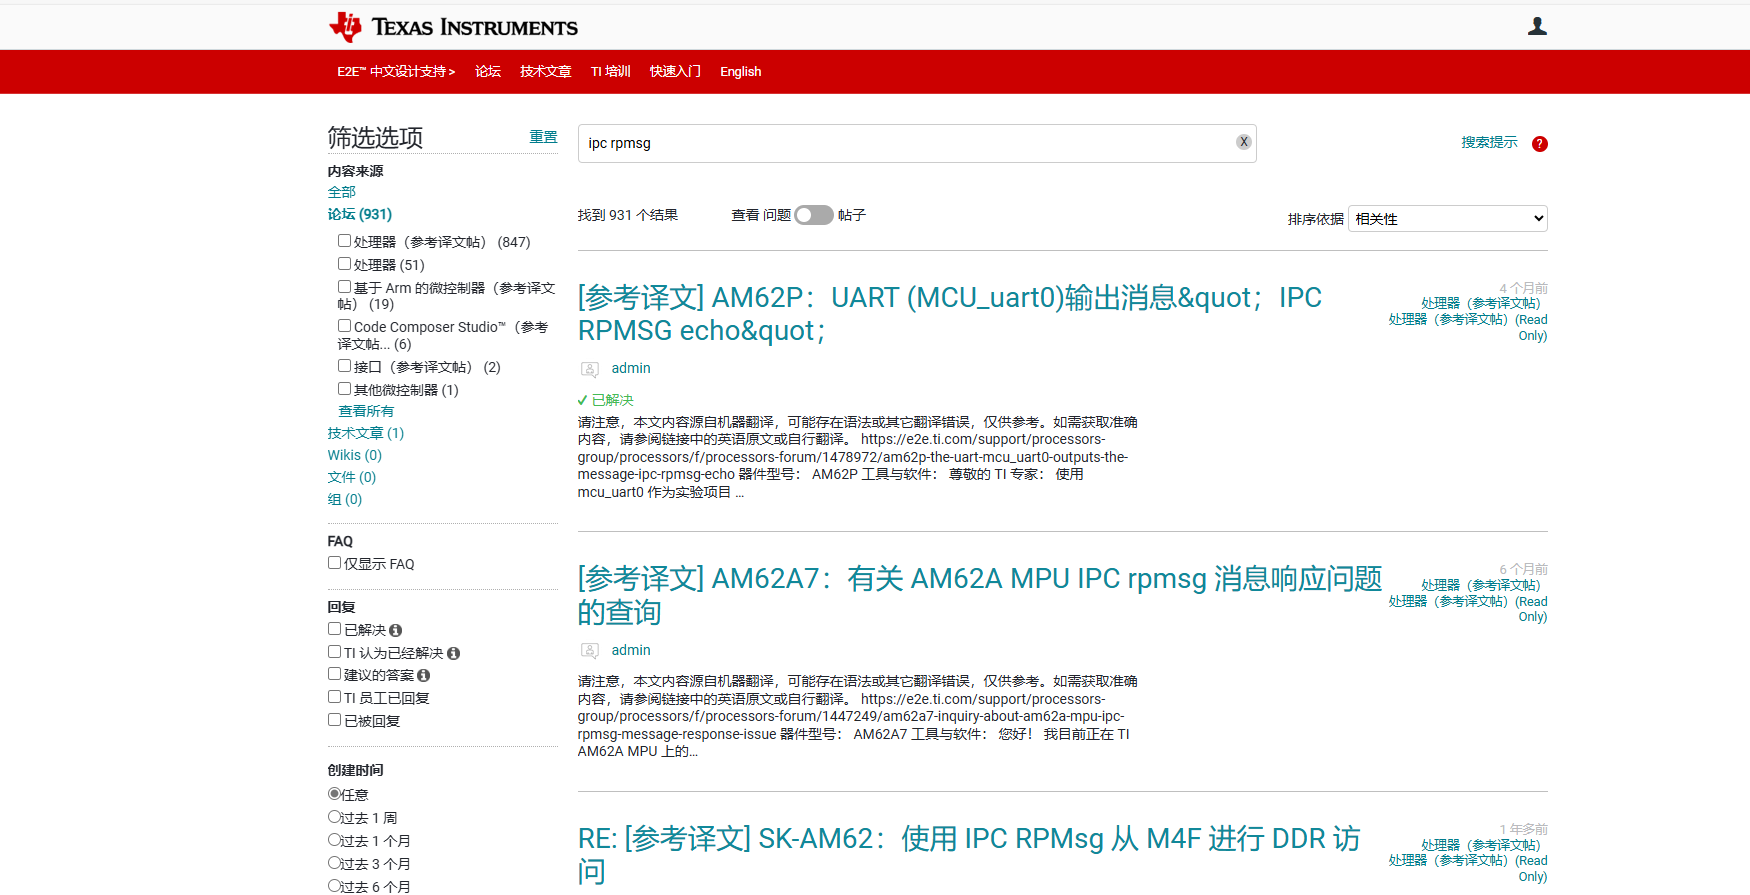 TEXAS INSTRUMENTS
E2E™ 中文设计支持 >
论坛
技术文章
TI 培训
快速入门
English
筛选选项
重置
内容来源
全部
论坛 (931)
处理器（参考译文帖） (847)
处理器 (51)
基于 Arm 的微控制器（参考译文
帖） (19)
Code Composer Studio™（参考
译文帖... (6)
接口（参考译文帖） (2)
其他微控制器 (1)
查看所有
技术文章 (1)
Wikis (0)
文件 (0)
组 (0)
FAQ
仅显示 FAQ
回复
已解决
TI 认为已经解决
建议的答案
TI 员工已回复
已被回复
创建时间
任意
过去 1 周
过去 1 个月
过去 3 个月
过去 6 个月
ipc rpmsg
X
搜索提示 ?
找到 931 个结果
查看 问题 帖子
排序依据 相关性
[参考译文] AM62P：UART (MCU_uart0)输出消息&quot；IPC
RPMSG echo&quot；
4 个月前
处理器（参考译文帖）
处理器（参考译文帖）(Read
Only)
admin
已解决
请注意，本文内容源自机器翻译，可能存在语法或其它翻译错误，仅供参考。如需获取准确
内容，请参阅链接中的英语原文或自行翻译。 https://e2e.ti.com/support/processors-
group/processors/f/processors-forum/1478972/am62p-the-uart-mcu_uart0-outputs-the-
message-ipc-rpmsg-echo 器件型号： AM62P 工具与软件： 尊敬的 TI 专家： 使用
mcu_uart0 作为实验项目 ...
[参考译文] AM62A7：有关 AM62A MPU IPC rpmsg 消息响应问题
的查询
6 个月前
处理器（参考译文帖）
处理器（参考译文帖）(Read
Only)
admin
请注意，本文内容源自机器翻译，可能存在语法或其它翻译错误，仅供参考。如需获取准确
内容，请参阅链接中的英语原文或自行翻译。 https://e2e.ti.com/support/processors-
group/processors/f/processors-forum/1447249/am62a7-inquiry-about-am62a-mpu-ipc-
rpmsg-message-response-issue 器件型号： AM62A7 工具与软件： 您好！ 我目前正在 TI
AM62A MPU 上的...
RE: [参考译文] SK-AM62：使用 IPC RPMsg 从 M4F 进行 DDR 访
问
1 年多前
处理器（参考译文帖）
处理器（参考译文帖）(Read
Only)